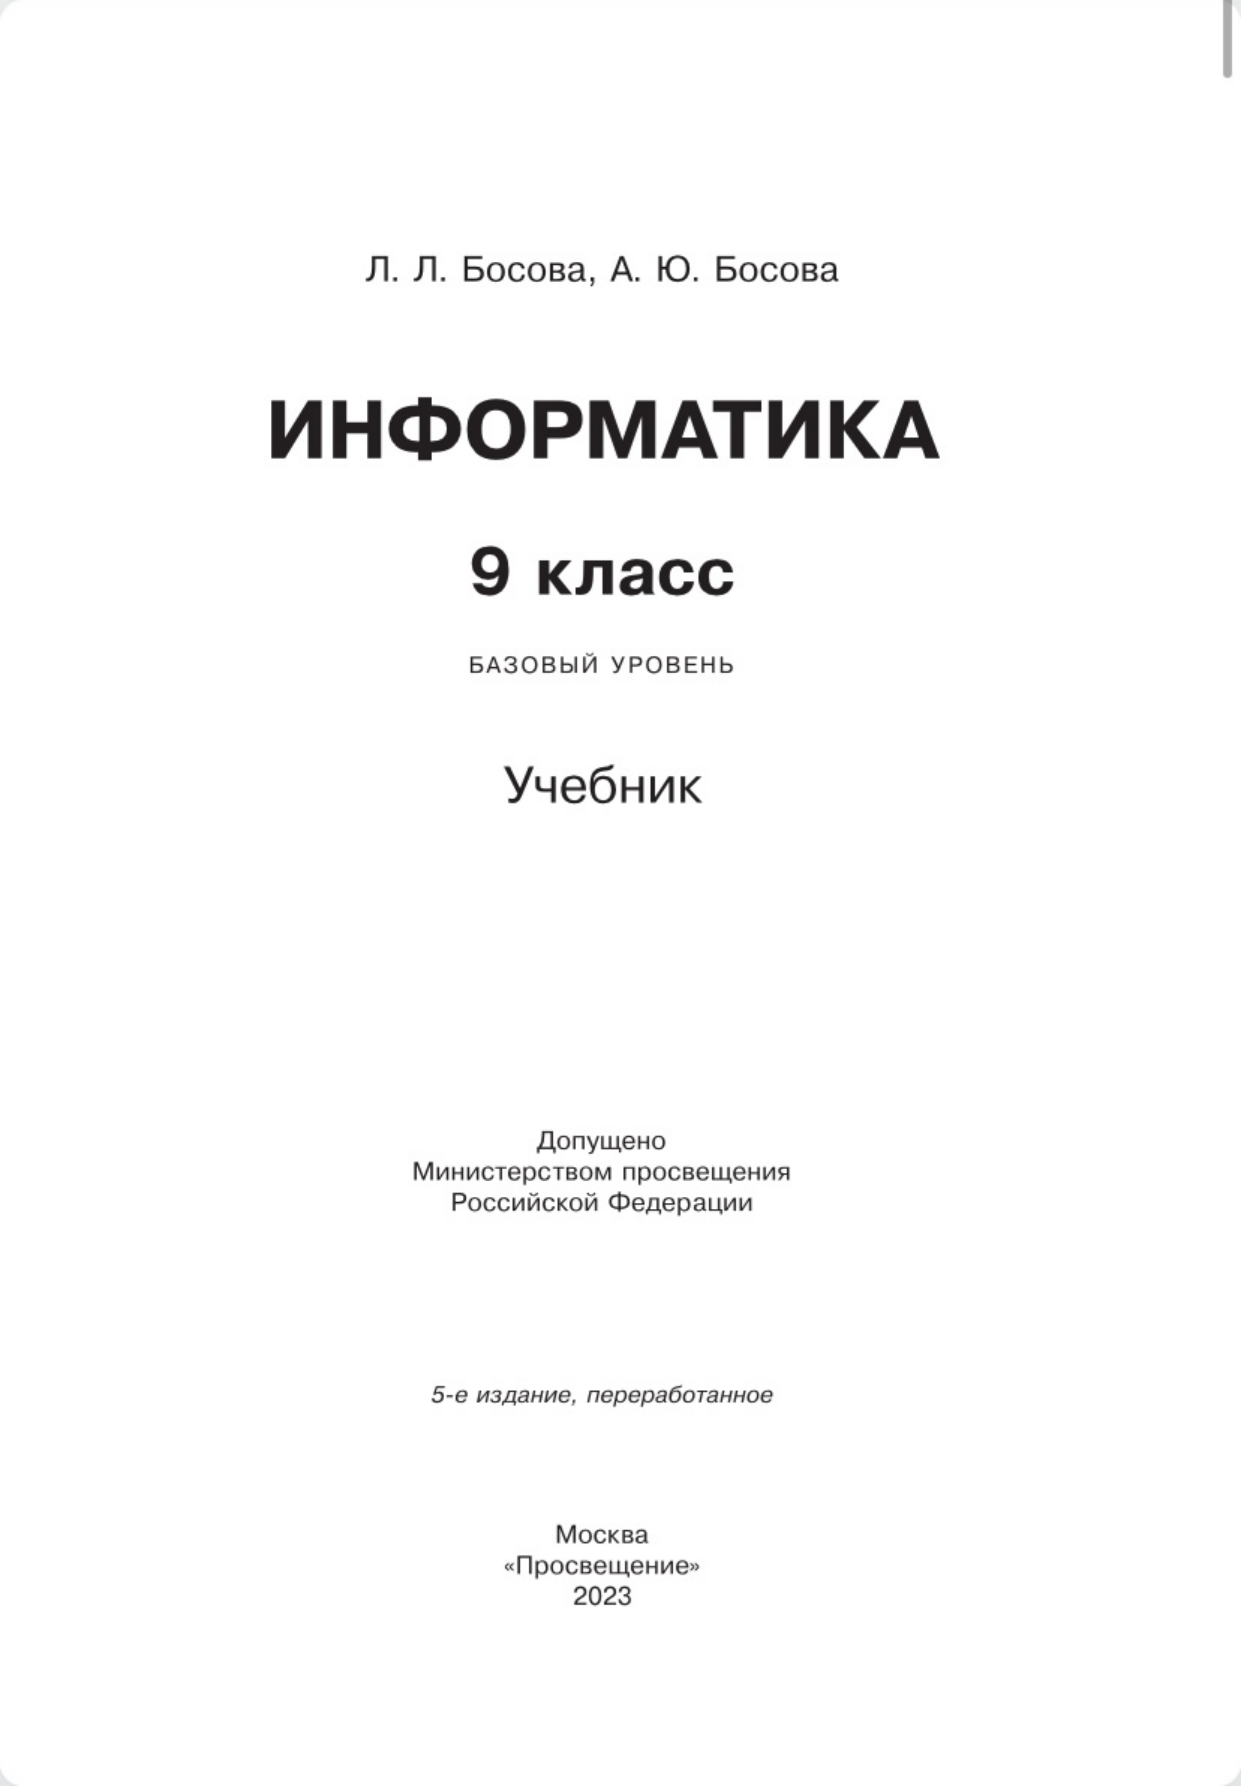 Л. Л. Босова, А. Ю. Босова
ИНФОРМАТИКА
9 класс
БАЗОВЫЙ УРОВЕНЬ
Учебник
Допущено
Министерством просвещения
Российской Федерации
5-е издание, переработанное
Москва
«Просвещение»
2023